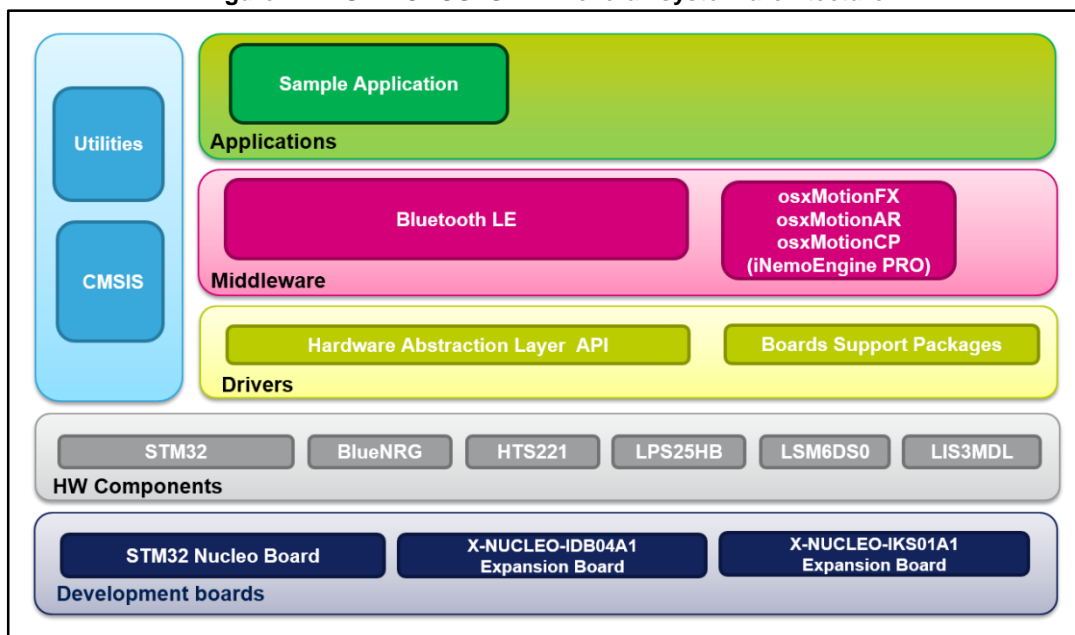 Sample Application
Utilities
Applications
osxMotionFX
Bluetooth LE
osxMotionAR
osxMotionCP
(iNemoEngine PRO)
CMSIS
Middleware
Hardware Abstraction Layer API
Boards Support Packages
Drivers
STM32
BlueNRG
HTS221
LPS25HB
LSM6DS0
LIS3MDL
HW Components
STM32 Nucleo Board
X-NUCLEO-IDB04A1
Expansion Board
X-NUCLEO-IKS01A1
Expansion Board
Development boards